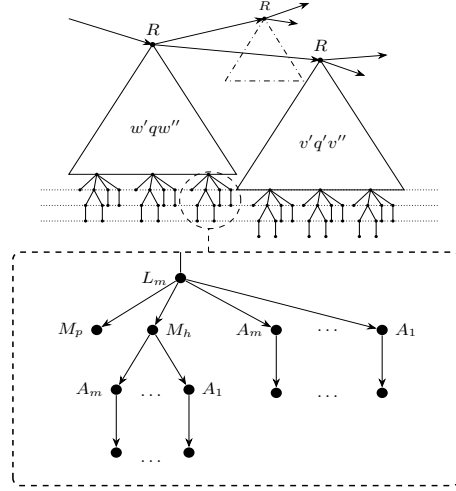 R
R
R
w′qw″
v′q′v″
L_m
M_p M_h A_m ... A_1
A_m ... A_1
...
...